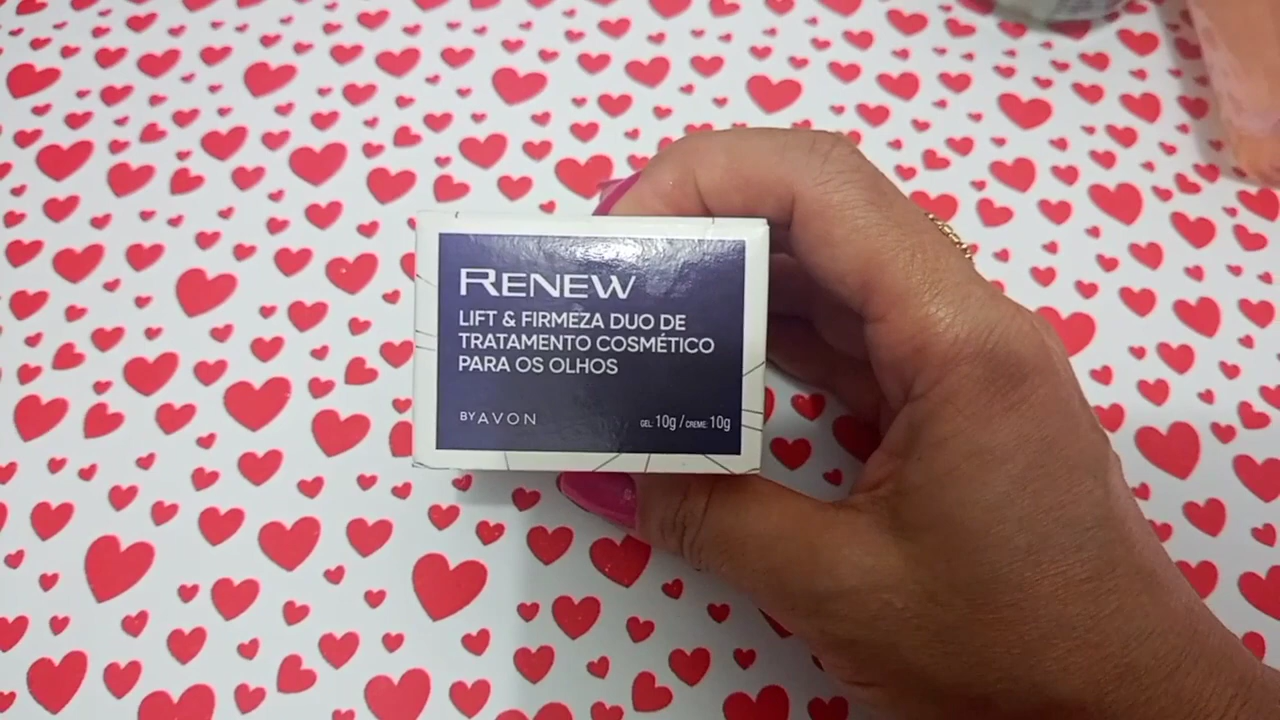 RENEW
LIFT & FIRMEZA DUO DE
TRATAMENTO COSMÉTICO
PARA OS OLHOS
BY AVON
GEL: 10g / CREME: 10g